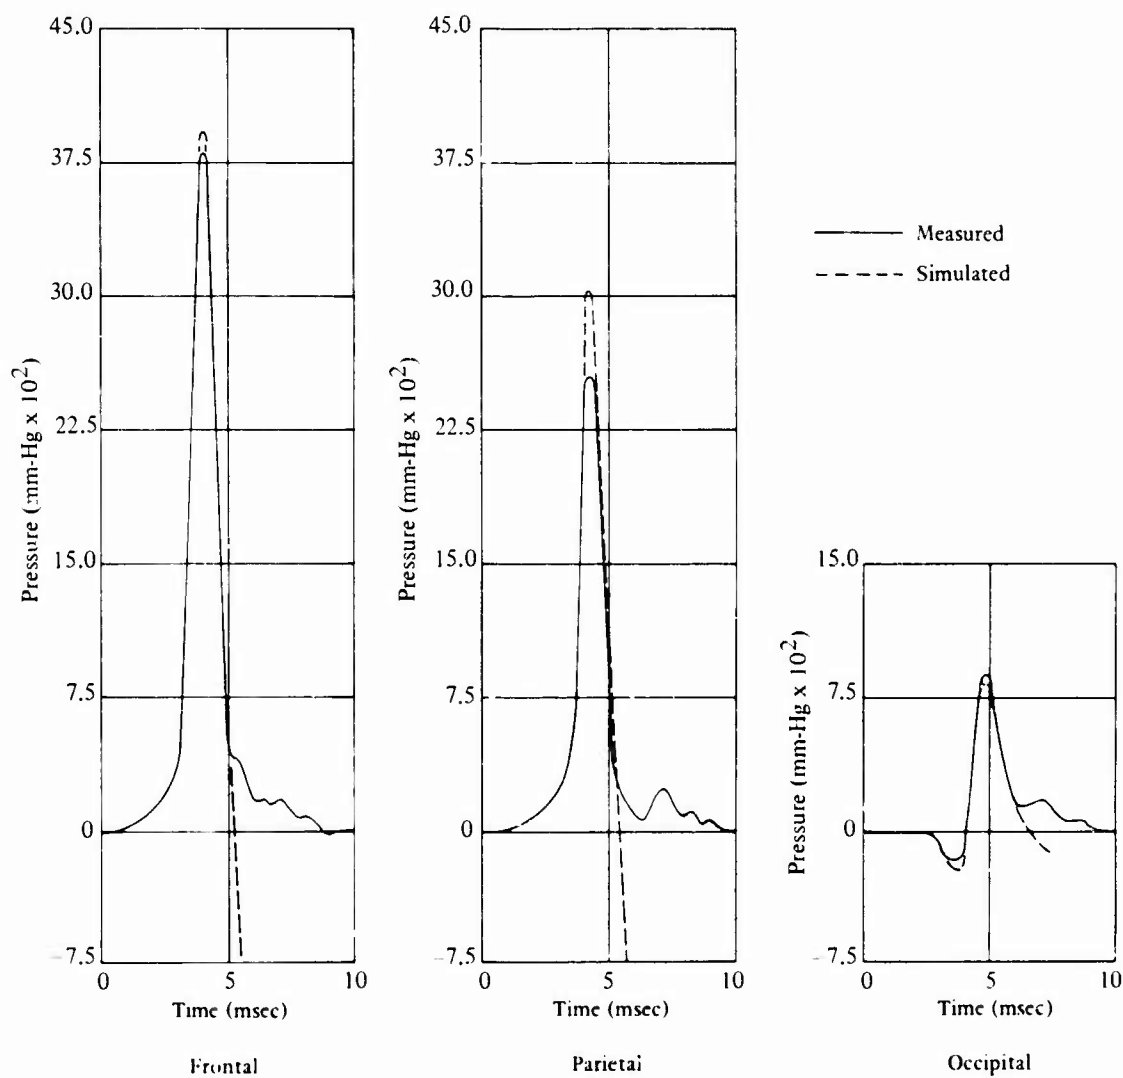 45.0
37.5
30.0
22.5
15.0
7.5
0
-7.5
Pressure (mm-Hg x 10²)
0 5 10
Time (msec)
Frontal
45.0
37.5
30.0
22.5
15.0
7.5
0
-7.5
Pressure (mm-Hg x 10²)
0 5 10
Time (msec)
Parietal
Measured
Simulated
15.0
7.5
0
-7.5
Pressure (mm-Hg x 10²)
0 5 10
Time (msec)
Occipital